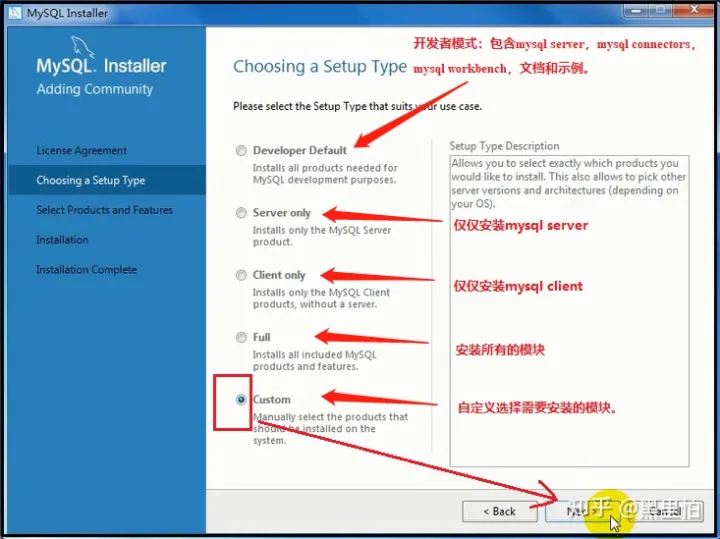 MySQL Installer
MySQL. Installer
Adding Community
License Agreement
Choosing a Setup Type
Select Products and Features
Installation
Installation Complete
Choosing a Setup Type
开发者模式：包含mysql server，mysql connectors，
mysql workbench，文档和示例。
Please select the Setup Type that suits your use case.
Developer Default
Installs all products needed for
MySQL development purposes.
Server only
Installs only the MySQL Server
product.
Client only
Installs only the MySQL Client
products, without a server.
Full
Installs all included MySQL
products and features.
Custom
Manually select the products that
should be installed on the
system.
Setup Type Description
Allows you to select exactly which products you
would like to install. This also allows to pick other
server versions and architectures (depending on
your OS).
仅仅安装mysql server
仅仅安装mysql client
安装所有的模块
自定义选择需要安装的模块。
< Back
Next >
Cancel
知乎 @黑里怕